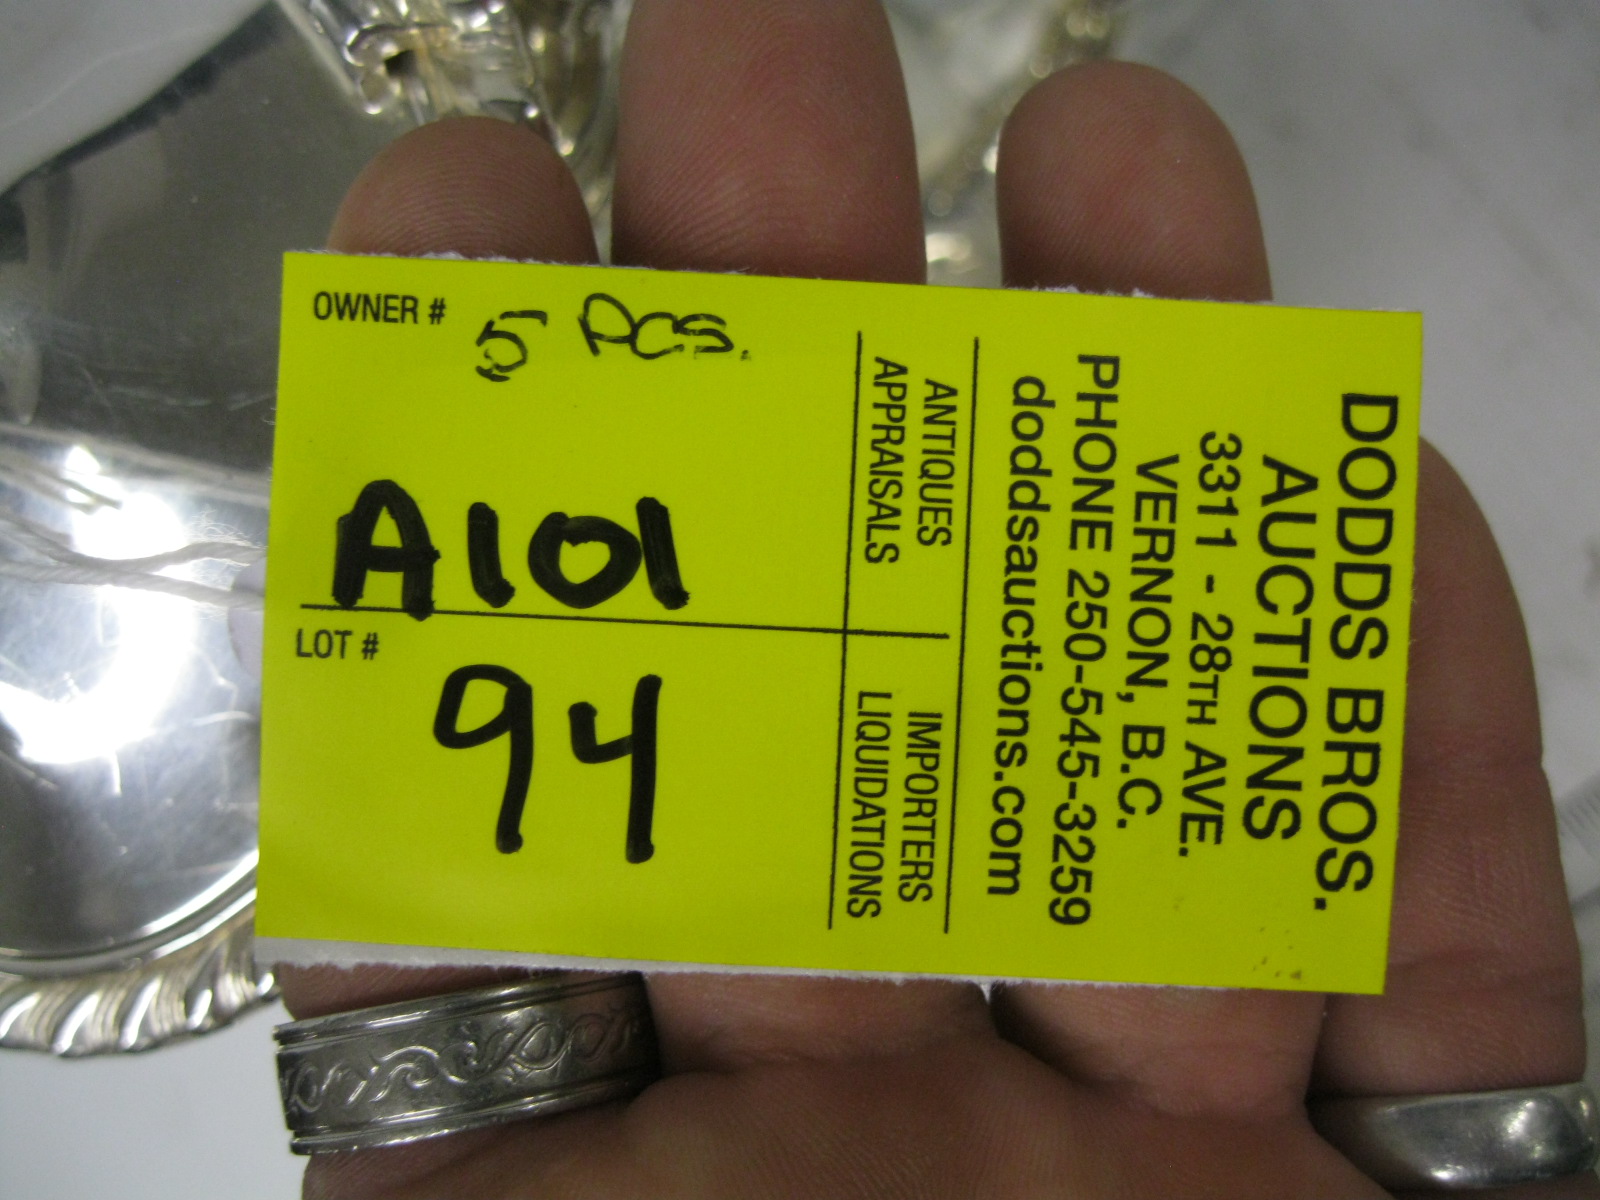 OWNER # 5 PCS.
A101
LOT #
94
ANTIQUES
APPRAISALS
IMPORTERS
LIQUIDATIONS
DODDS BROS.
AUCTIONS
3311 - 28TH AVE.
VERNON, B.C.
PHONE 250-545-3259
doddsauctions.com